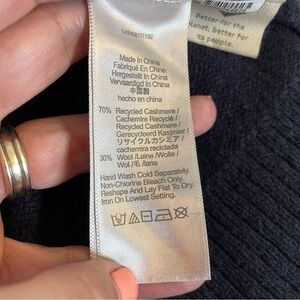 Better for the
planet, better for
its people.
Made in China
Fabriqué En China
Hergestellt In China
Vervaardigd In China
中国製
hecho en china
70% Recycled Cashmere /
Cachemire Recyclé /
Gerecycleerd Kasjmier /
リサイクルカシミア /
cachemira reciclada
30% Wool /Laine /Wolle /
Wol /毛 /lana
Hand Wash Cold Separately.
Non-Chlorine Bleach Only.
Reshape And Lay Flat To Dry.
Iron On Lowest Setting.